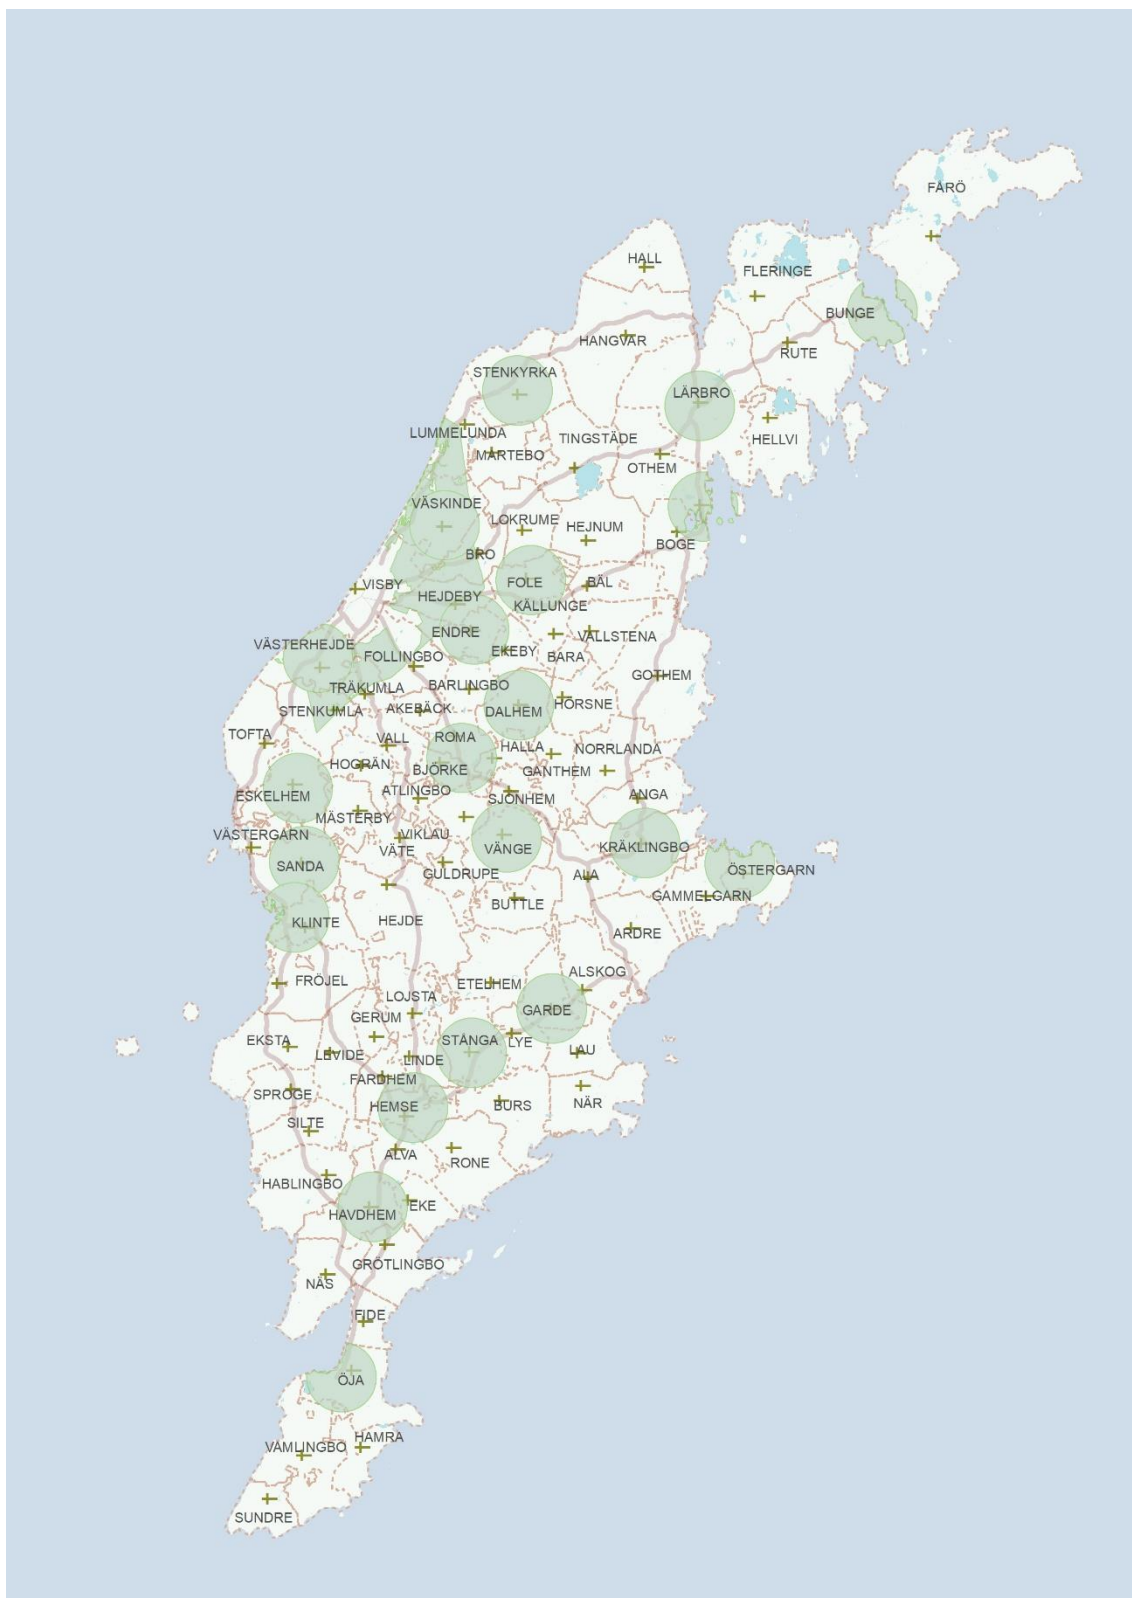 FÅRÖ
HALL
FLERINGE
BUNGE
HANGVAR
RUTE
STENKYRKA
LÄRBRO
LUMMELUNDA
TINGSTÄDE
HELLVI
MARTEBO
OTHEM
VÄSKINDE
LOKRUME
HEJNUM
BOGE
BRO
VISBY
FOLE
BÄL
HEJDEBY
KÄLLUNGE
ENDRE
VALLSTENA
VÄSTERHEJDE
EKEBY
FOLLINGBO
BARA
GOTHEM
TRÄKUMLA
BARLINGBO
STENKUMLA
AKEBÄCK
DALHEM
HÖRSNE
TOFTA
VALL
ROMA
HALLA
NORRLANDA
HOGRÄN
BJÖRKE
GANTHEM
ESKELHEM
ATLINGBO
SJONHEM
ANGA
MÄSTERBY
VÄSTERGARN
VIKLAU
VÄTE
VÄNGE
KRÄKLINGBO
SANDA
GULDRUPE
ALA
ÖSTERGARN
BUTTLE
GAMMELGARN
KLINTE
HEJDE
ARDRE
FRÖJEL
ETELHEM
ALSKOG
LOJSTA
GERUM
GARDE
EKSTA
STÅNGA
LYE
LEVIDE
LINDE
LAU
FARDHEM
SPROGE
HEMSE
BURS
NÄR
SILTE
ALVA
RONE
HABLINGBO
HAVDHEM
EKE
GRÖTLINGBO
NÄS
FIDE
ÖJA
HAMRA
VAMLINGBO
SUNDRE